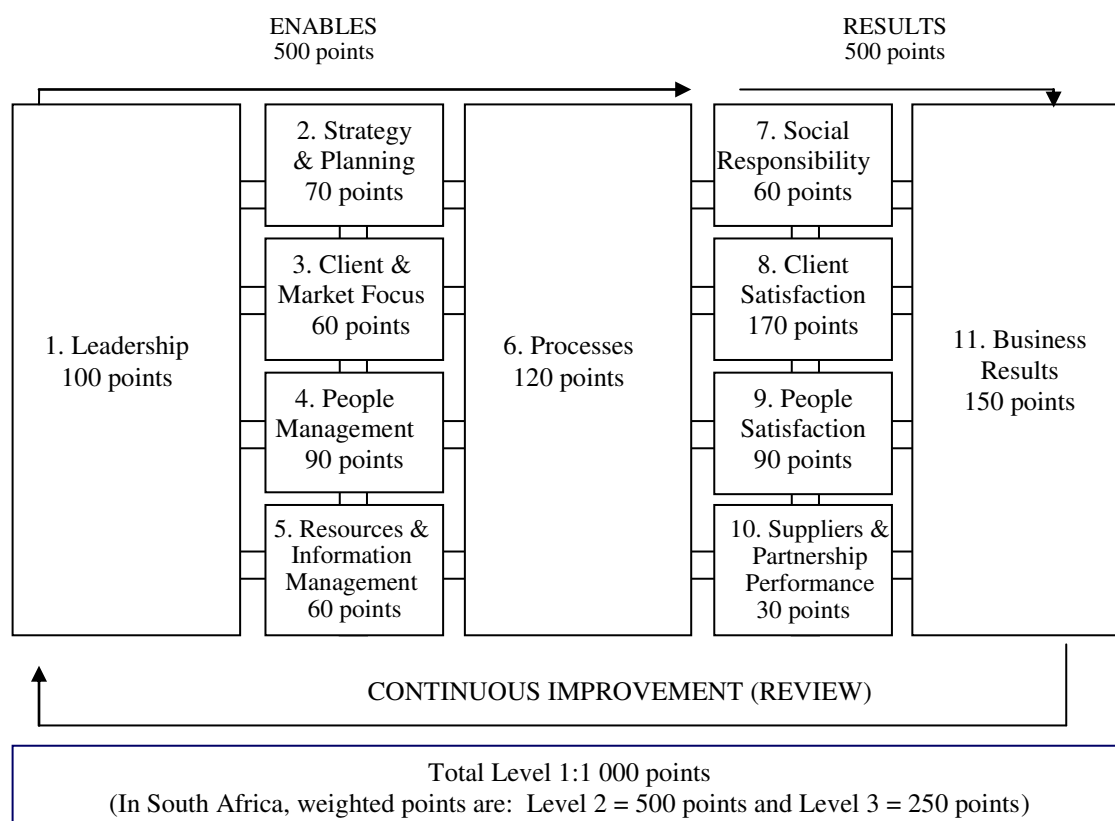 ENABLES
500 points
RESULTS
500 points
1. Leadership
100 points
2. Strategy
& Planning
70 points
3. Client &
Market Focus
60 points
4. People
Management
90 points
5. Resources &
Information
Management
60 points
6. Processes
120 points
7. Social
Responsibility
60 points
8. Client
Satisfaction
170 points
9. People
Satisfaction
90 points
10. Suppliers &
Partnership
Performance
30 points
11. Business
Results
150 points
CONTINUOUS IMPROVEMENT (REVIEW)
Total Level 1:1 000 points
(In South Africa, weighted points are: Level 2 = 500 points and Level 3 = 250 points)